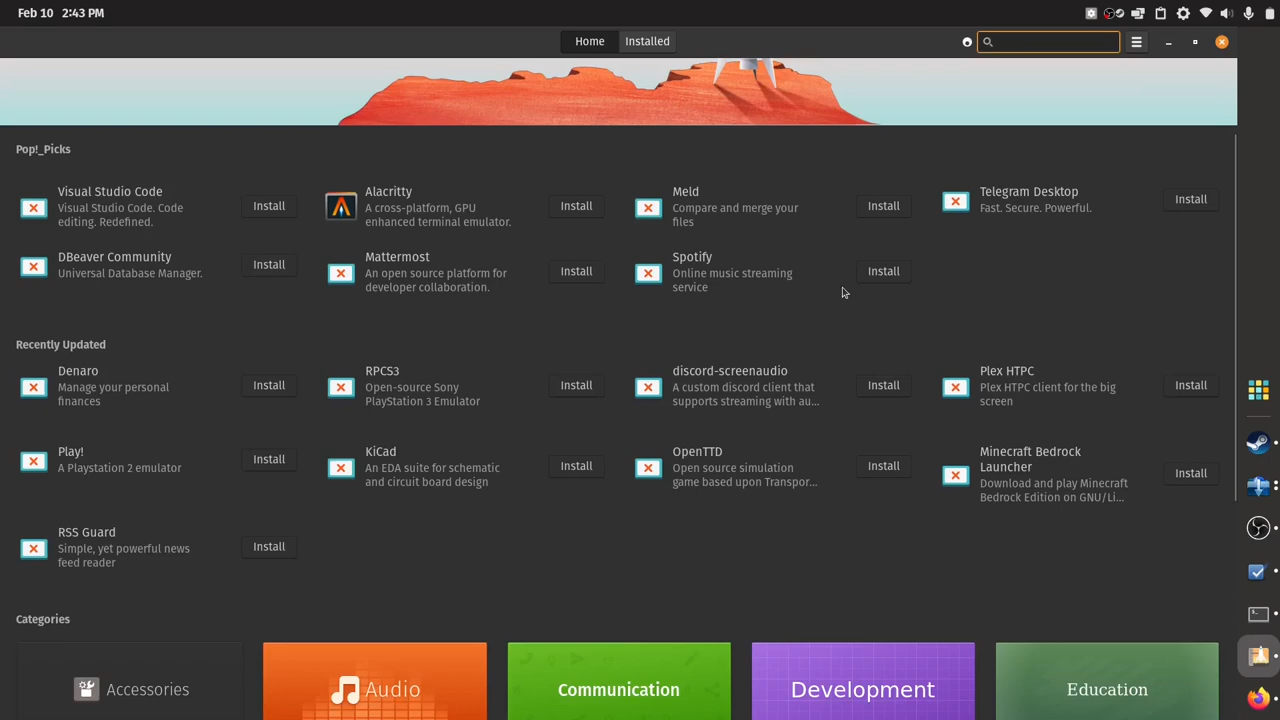 Feb 10 2:43 PM
Home
Installed
Pop!_Picks
Visual Studio Code
Visual Studio Code. Code
editing. Redefined.
Install
Alacritty
A cross-platform, GPU
enhanced terminal emulator.
Install
Meld
Compare and merge your
files
Install
Telegram Desktop
Fast. Secure. Powerful.
Install
DBeaver Community
Universal Database Manager.
Install
Mattermost
An open source platform for
developer collaboration.
Install
Spotify
Online music streaming
service
Install
Recently Updated
Denaro
Manage your personal
finances
Install
RPCS3
Open-source Sony
PlayStation 3 Emulator
Install
discord-screenaudio
A custom discord client that
supports streaming with au...
Install
Plex HTPC
Plex HTPC client for the big
screen
Install
Play!
A Playstation 2 emulator
Install
KiCad
An EDA suite for schematic
and circuit board design
Install
OpenTTD
Open source simulation
game based upon Transpor...
Install
Minecraft Bedrock
Launcher
Download and play Minecraft
Bedrock Edition on GNU/Li...
Install
RSS Guard
Simple, yet powerful news
feed reader
Install
Categories
Accessories
Audio
Communication
Development
Education